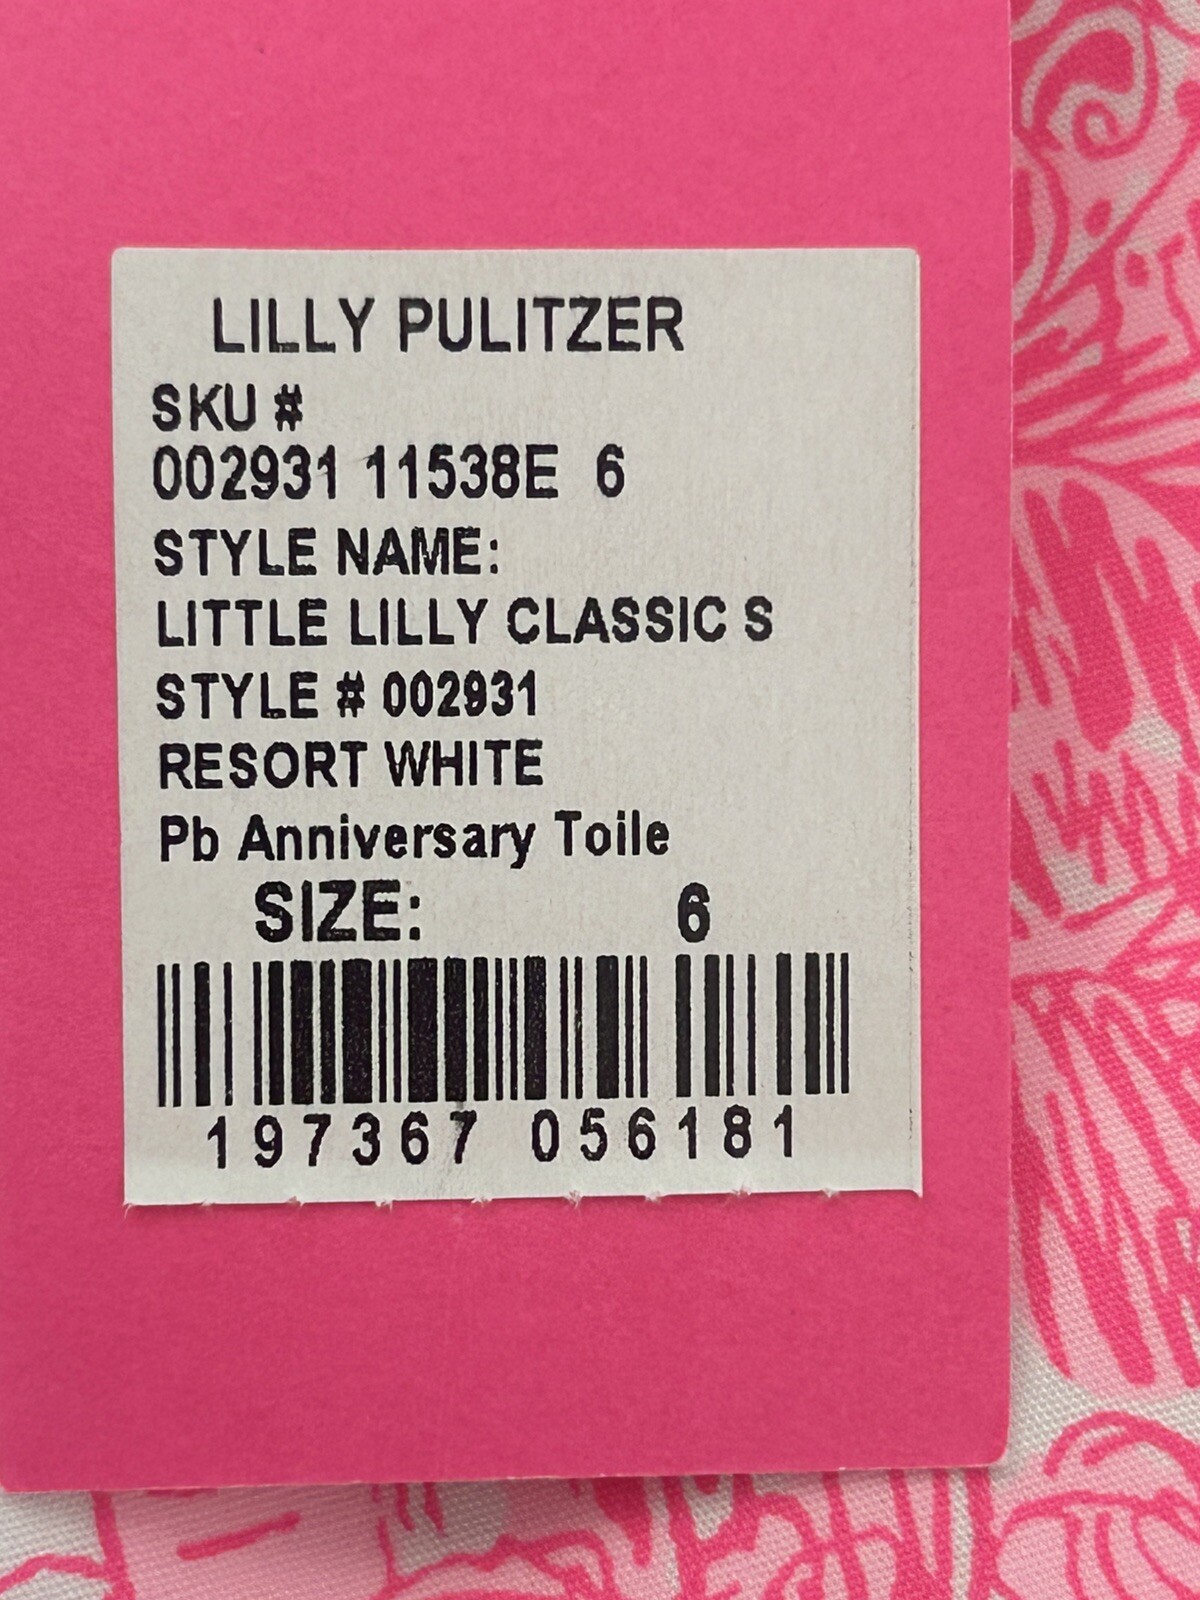 LILLY PULITZER
SKU #
002931 11538E 6
STYLE NAME:
LITTLE LILLY CLASSIC S
STYLE # 002931
RESORT WHITE
Pb Anniversary Toile
SIZE: 6
197367 056181